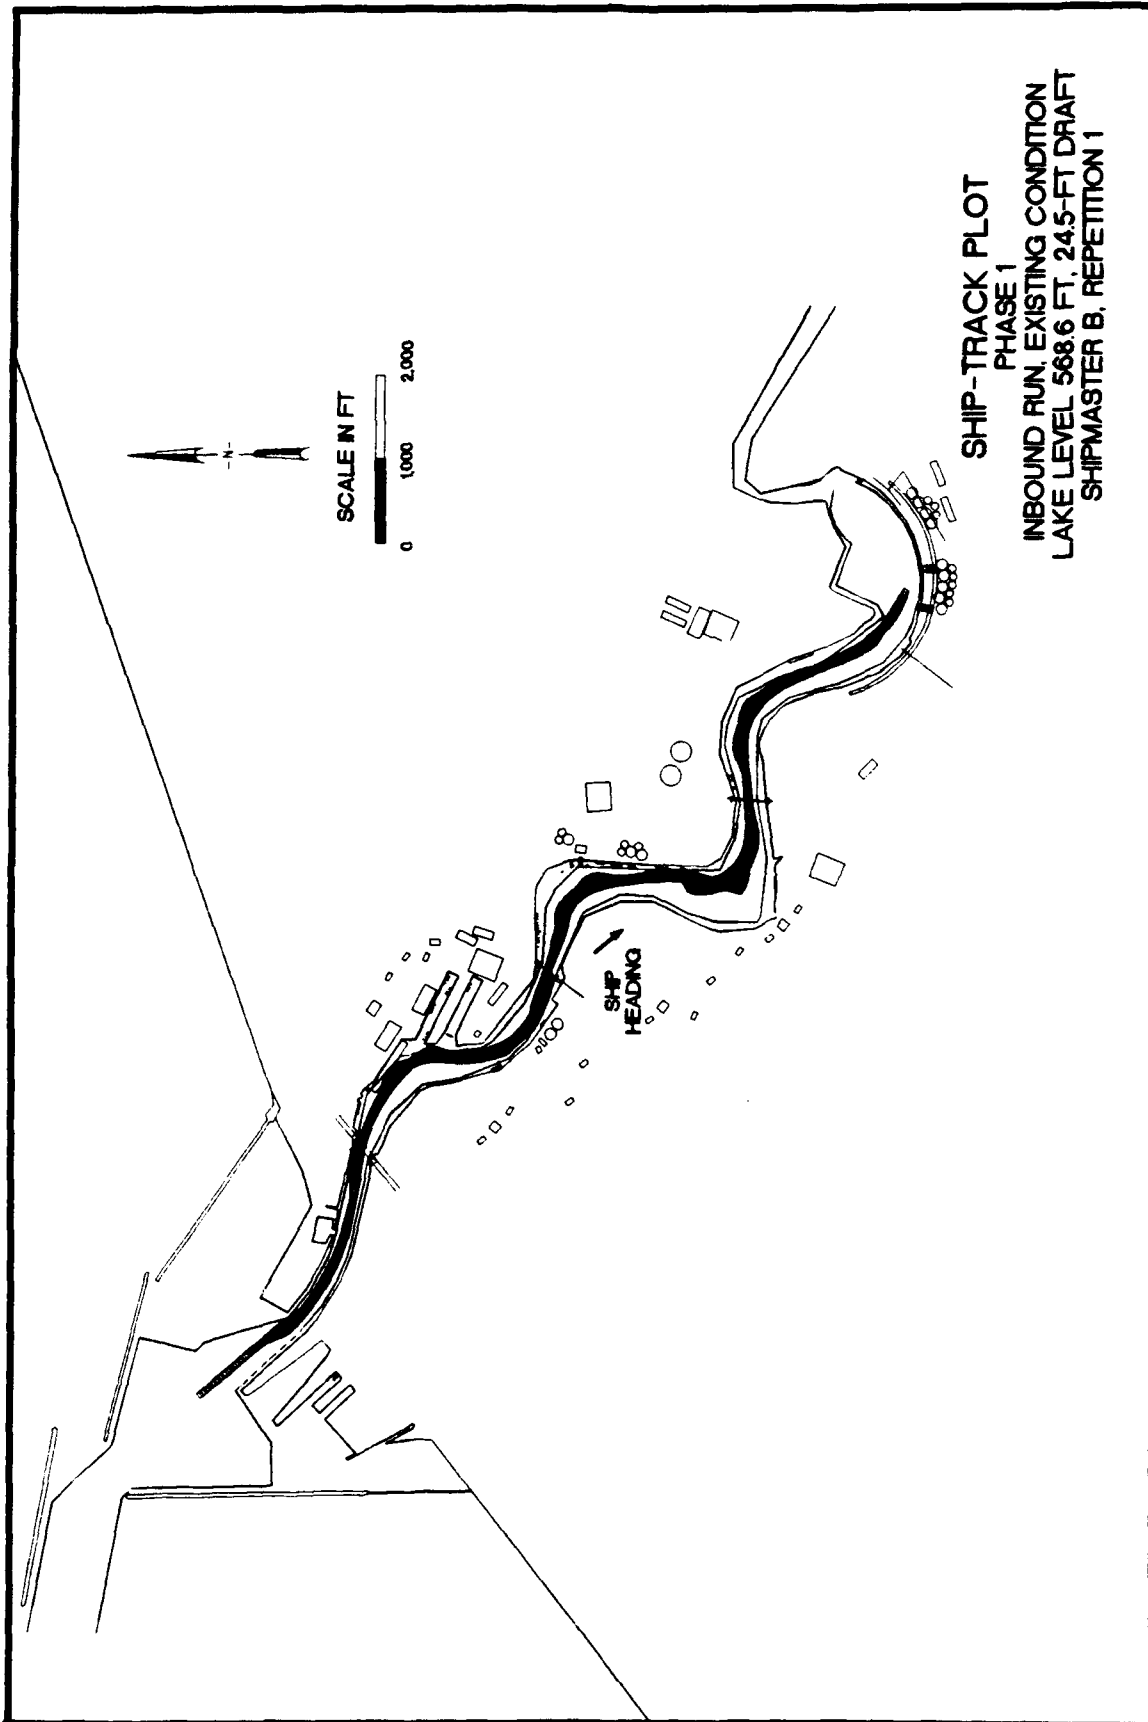 N
SCALE IN FT
0 1,000 2,000
SHIP
HEADING
SHIP-TRACK PLOT
PHASE 1
INBOUND RUN, EXISTING CONDITION
LAKE LEVEL 568.6 FT, 24.5-FT DRAFT
SHIPMASTER B, REPETITION 1